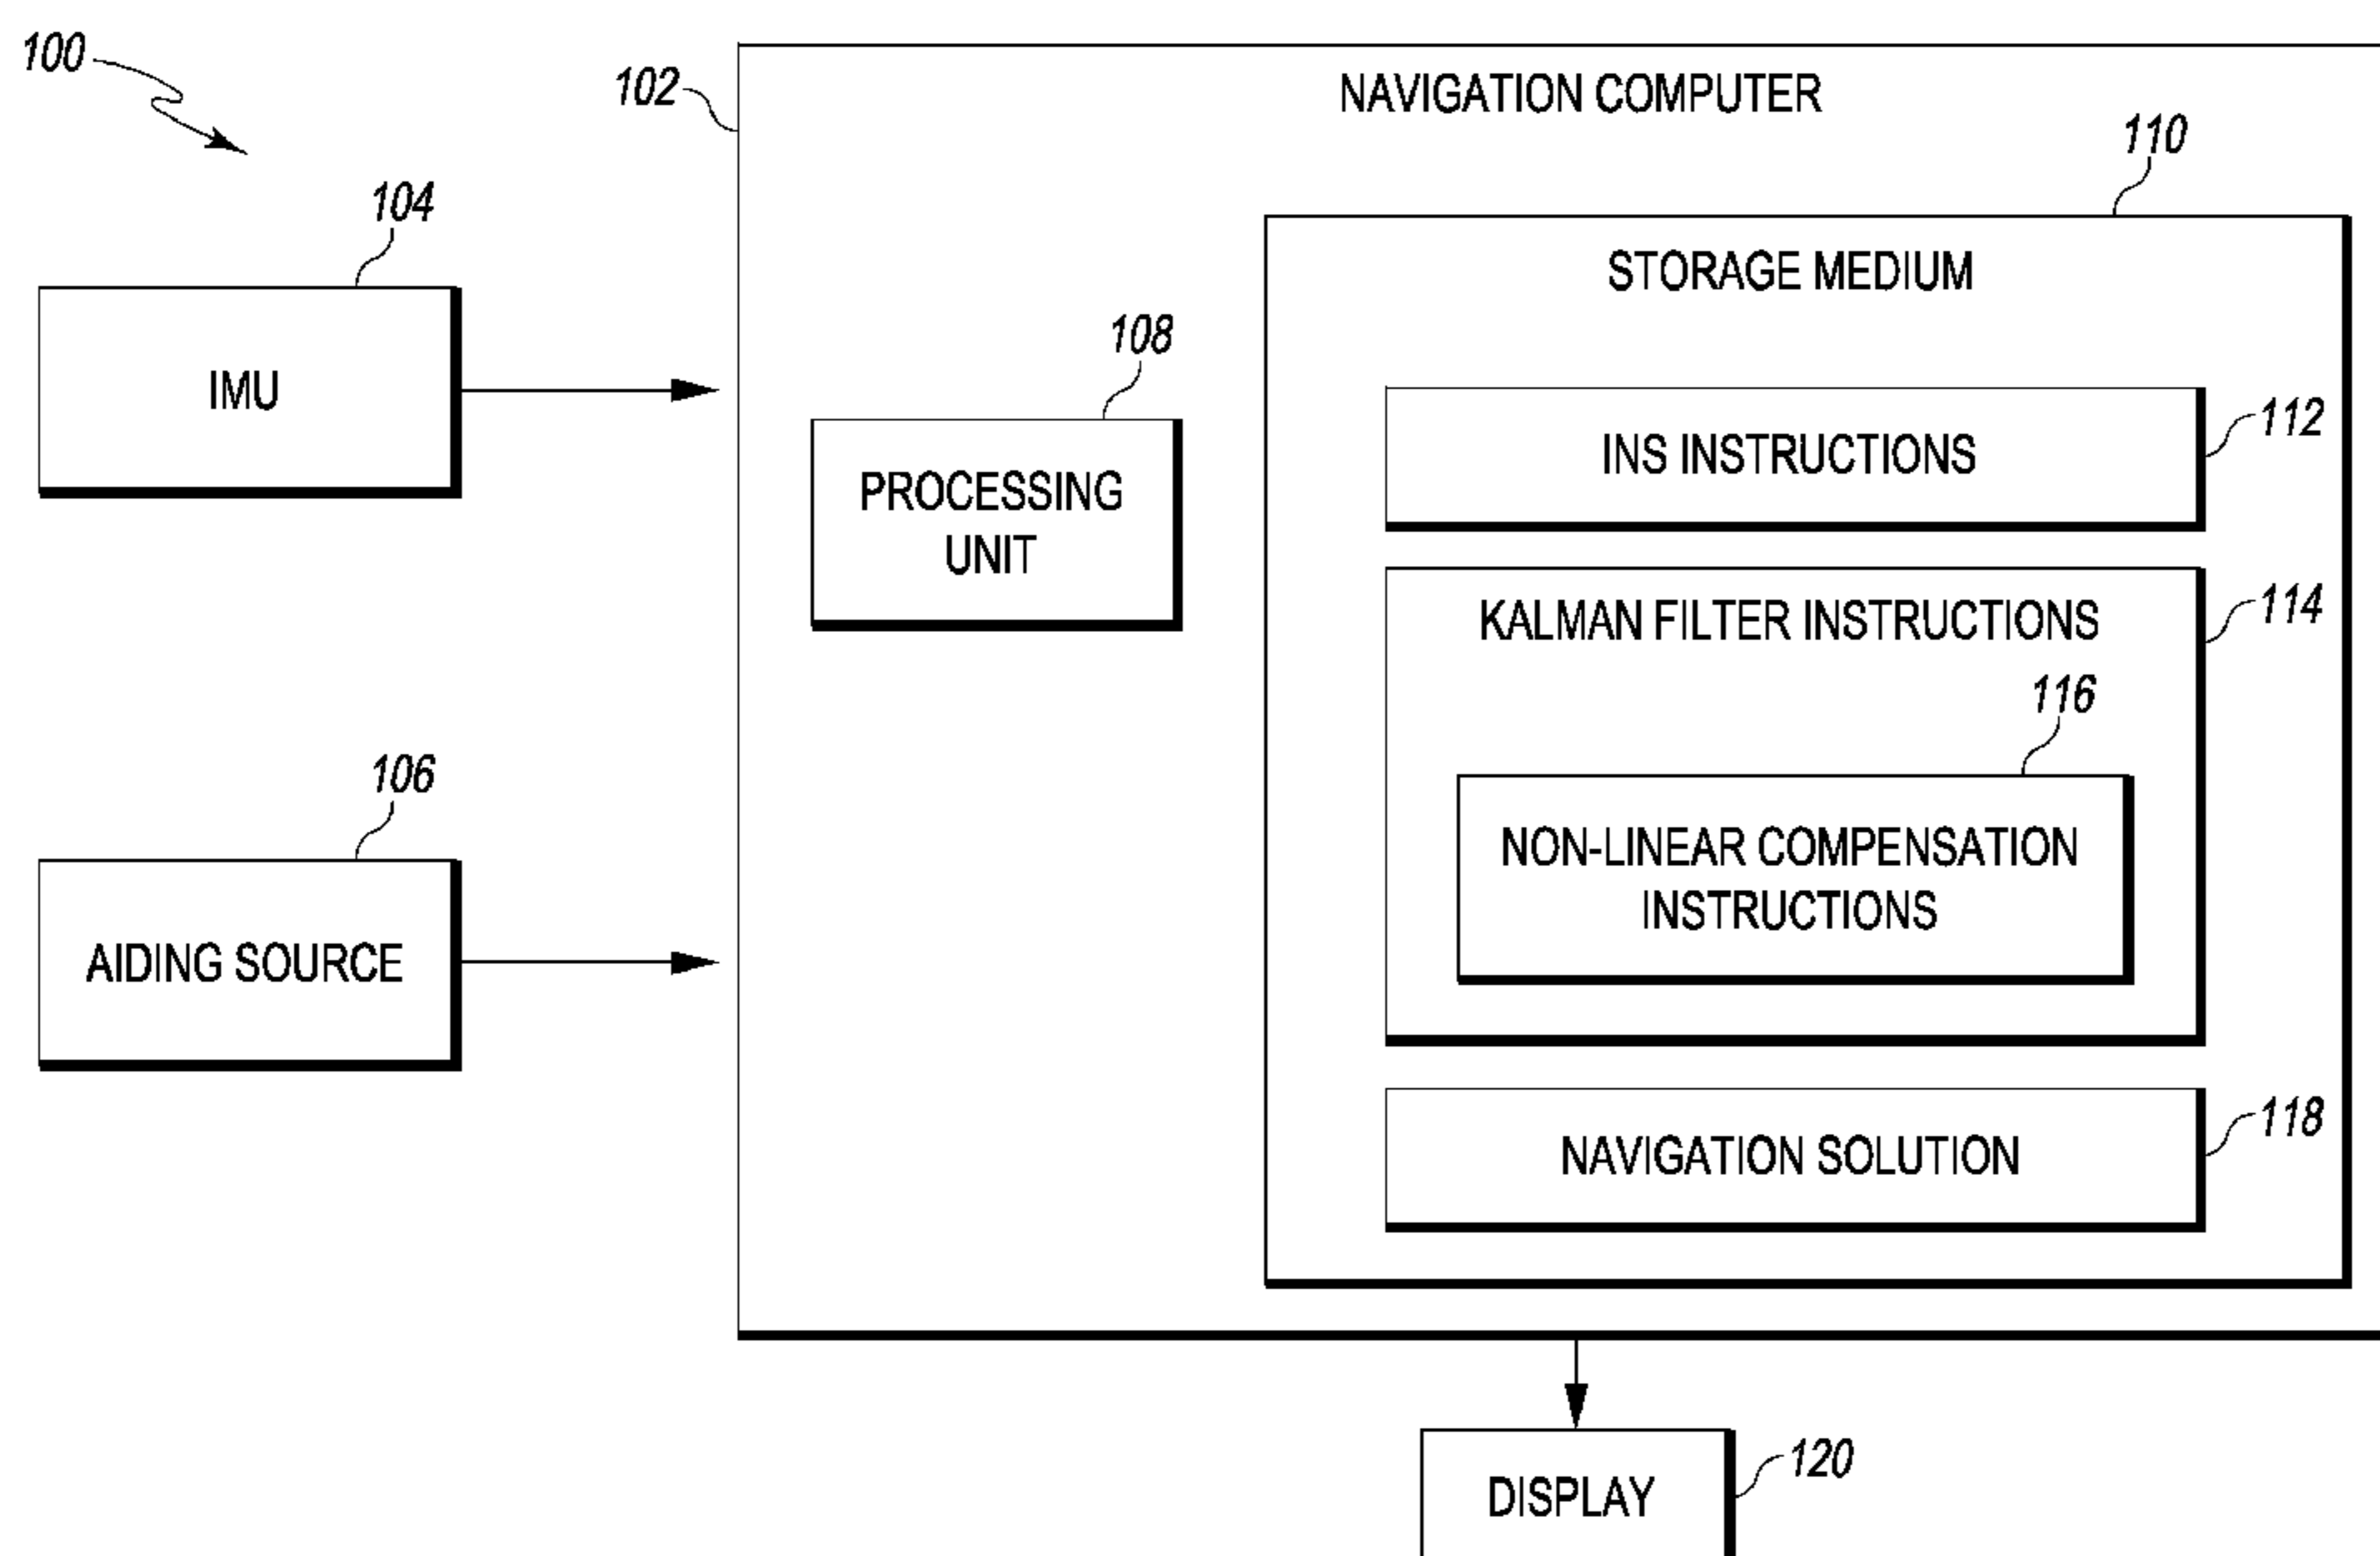 100
102
NAVIGATION COMPUTER
110
104
STORAGE MEDIUM
IMU
108
PROCESSING
UNIT
INS INSTRUCTIONS
112
KALMAN FILTER INSTRUCTIONS
114
116
NON-LINEAR COMPENSATION
INSTRUCTIONS
106
AIDING SOURCE
NAVIGATION SOLUTION
118
DISPLAY
120